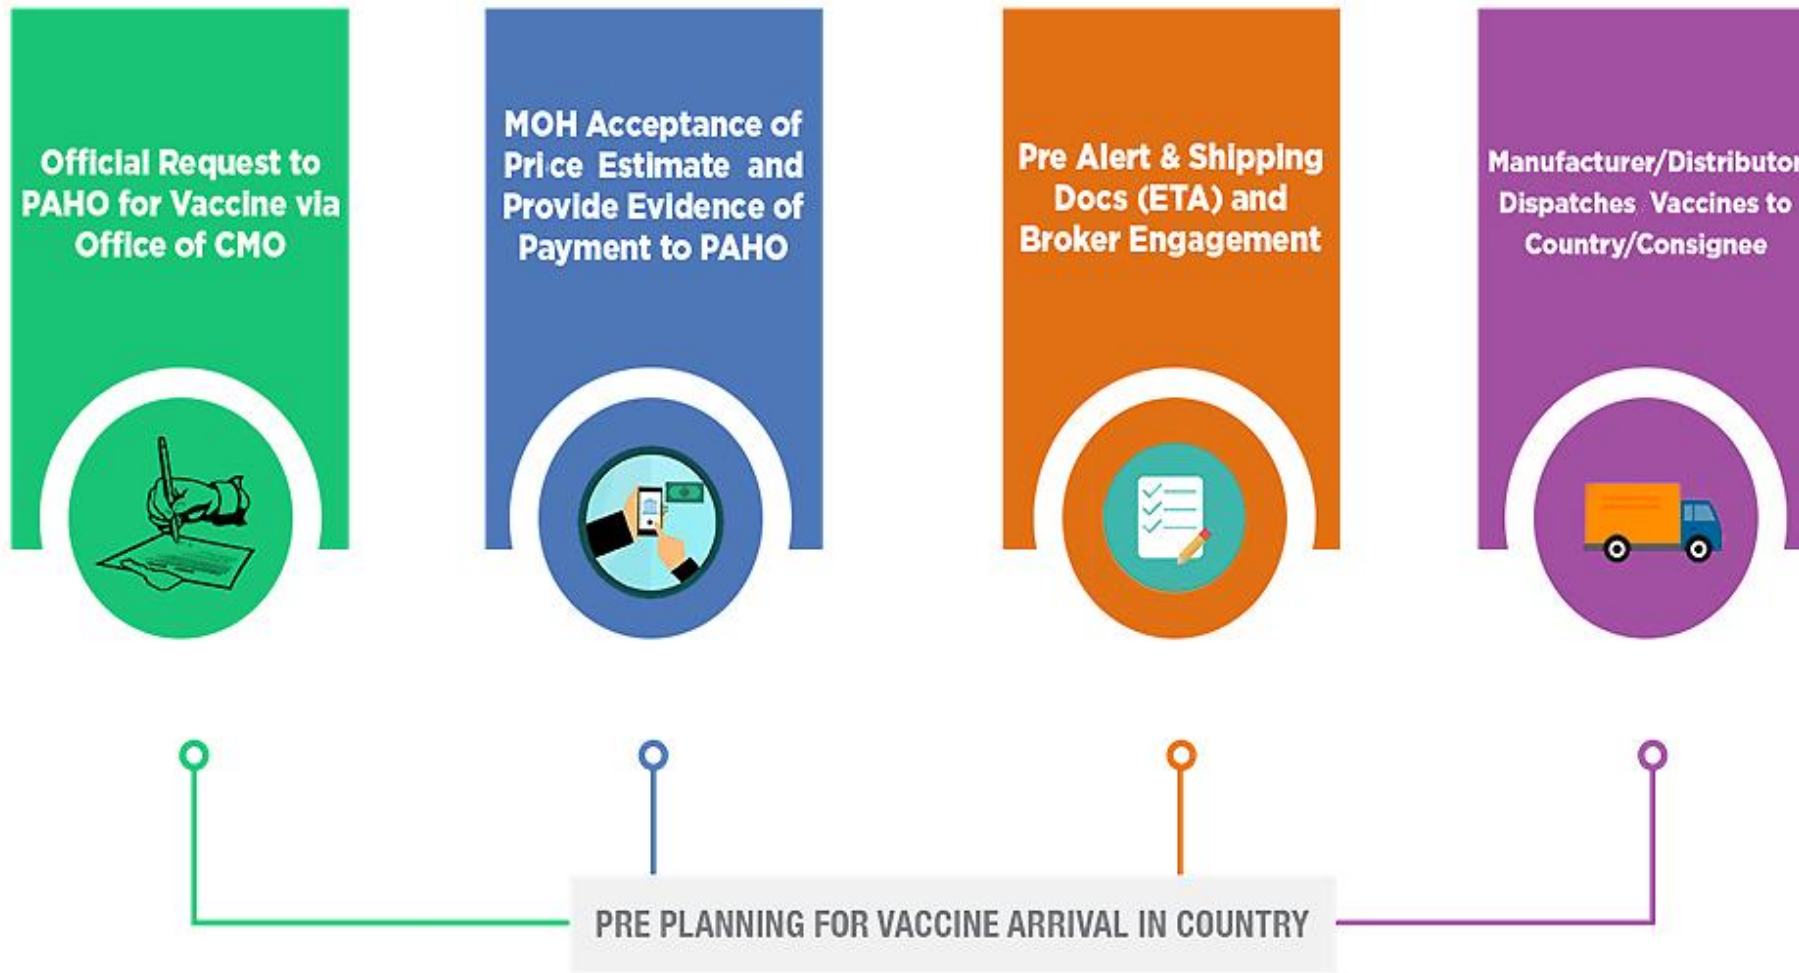 Official Request to
PAHO for Vaccine via
Office of CMO
MOH Acceptance of
Price Estimate and
Provide Evidence of
Payment to PAHO
Pre Alert & Shipping
Docs (ETA) and
Broker Engagement
Manufacturer/Distributor
Dispatches Vaccines to
Country/Consignee
PRE PLANNING FOR VACCINE ARRIVAL IN COUNTRY